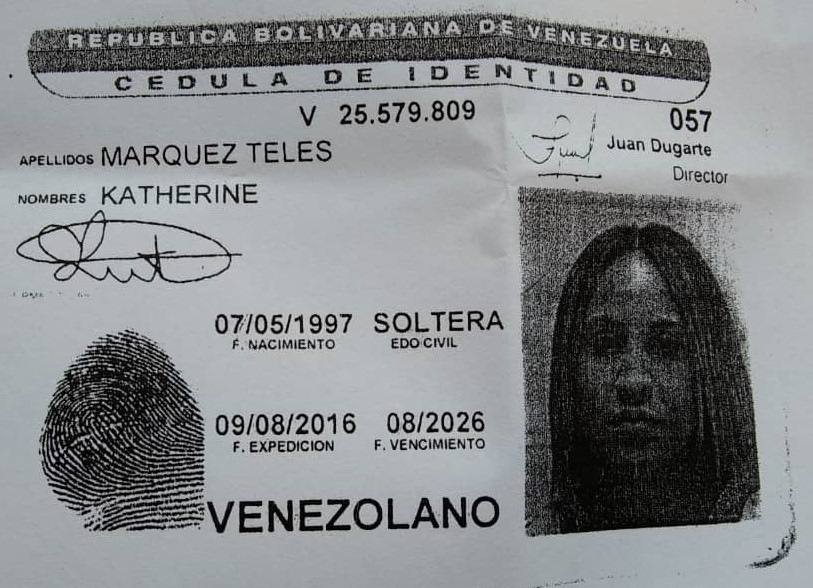 REPUBLICA BOLIVARIANA DE VENEZUELA
CEDULA DE IDENTIDAD
V 25.579.809
057
Juan Dugarte
Director
APELLIDOS MARQUEZ TELES
NOMBRES KATHERINE
07/05/1997 SOLTERA
F. NACIMIENTO EDO CIVIL
09/08/2016 08/2026
F. EXPEDICION F. VENCIMIENTO
VENEZOLANO